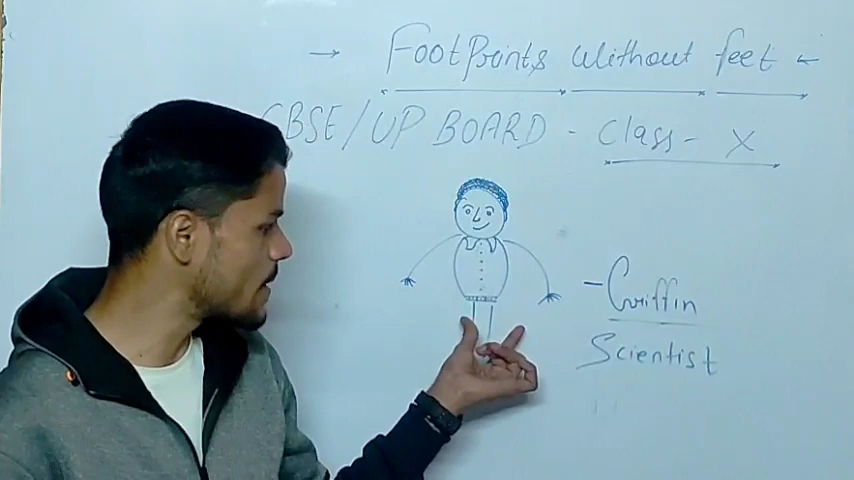 → FootPrints without feet ←
CBSE/UP BOARD - Class - X
- Griffin
Scientist